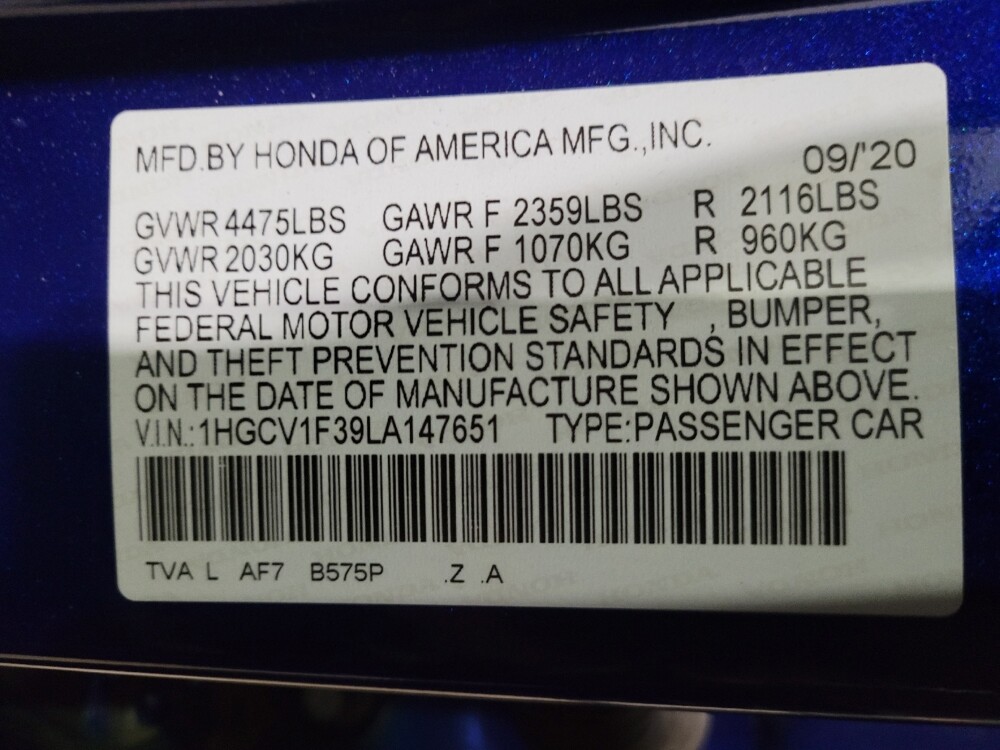 MFD.BY HONDA OF AMERICA MFG.,INC.
09/'20
GVWR 4475LBS GAWR F 2359LBS R 2116LBS
GVWR 2030KG GAWR F 1070KG R 960KG
THIS VEHICLE CONFORMS TO ALL APPLICABLE
FEDERAL MOTOR VEHICLE SAFETY , BUMPER,
AND THEFT PREVENTION STANDARDS IN EFFECT
ON THE DATE OF MANUFACTURE SHOWN ABOVE.
V.I.N.:1HGCV1F39LA147651 TYPE:PASSENGER CAR
TVA L AF7 B575P .Z .A